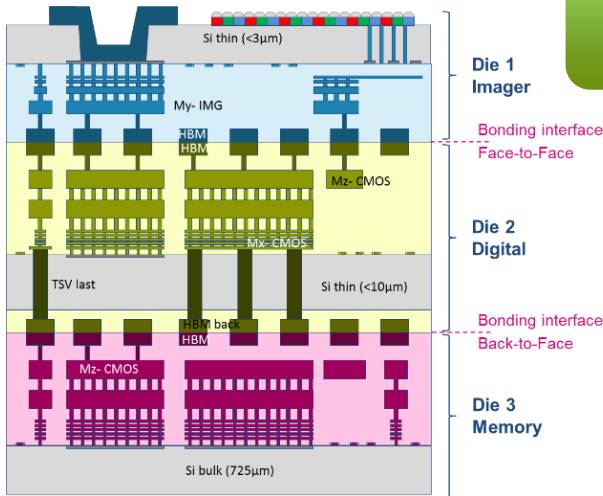 Si thin (<3µm)
Die 1
Imager
My- IMG
HBM
HBM
Bonding interface
Face-to-Face
Mz- CMOS
Mx- CMOS
Die 2
Digital
TSV last
Si thin (<10µm)
HBM back
HBM
Bonding interface
Back-to-Face
Mz- CMOS
Die 3
Memory
Si bulk (725µm)